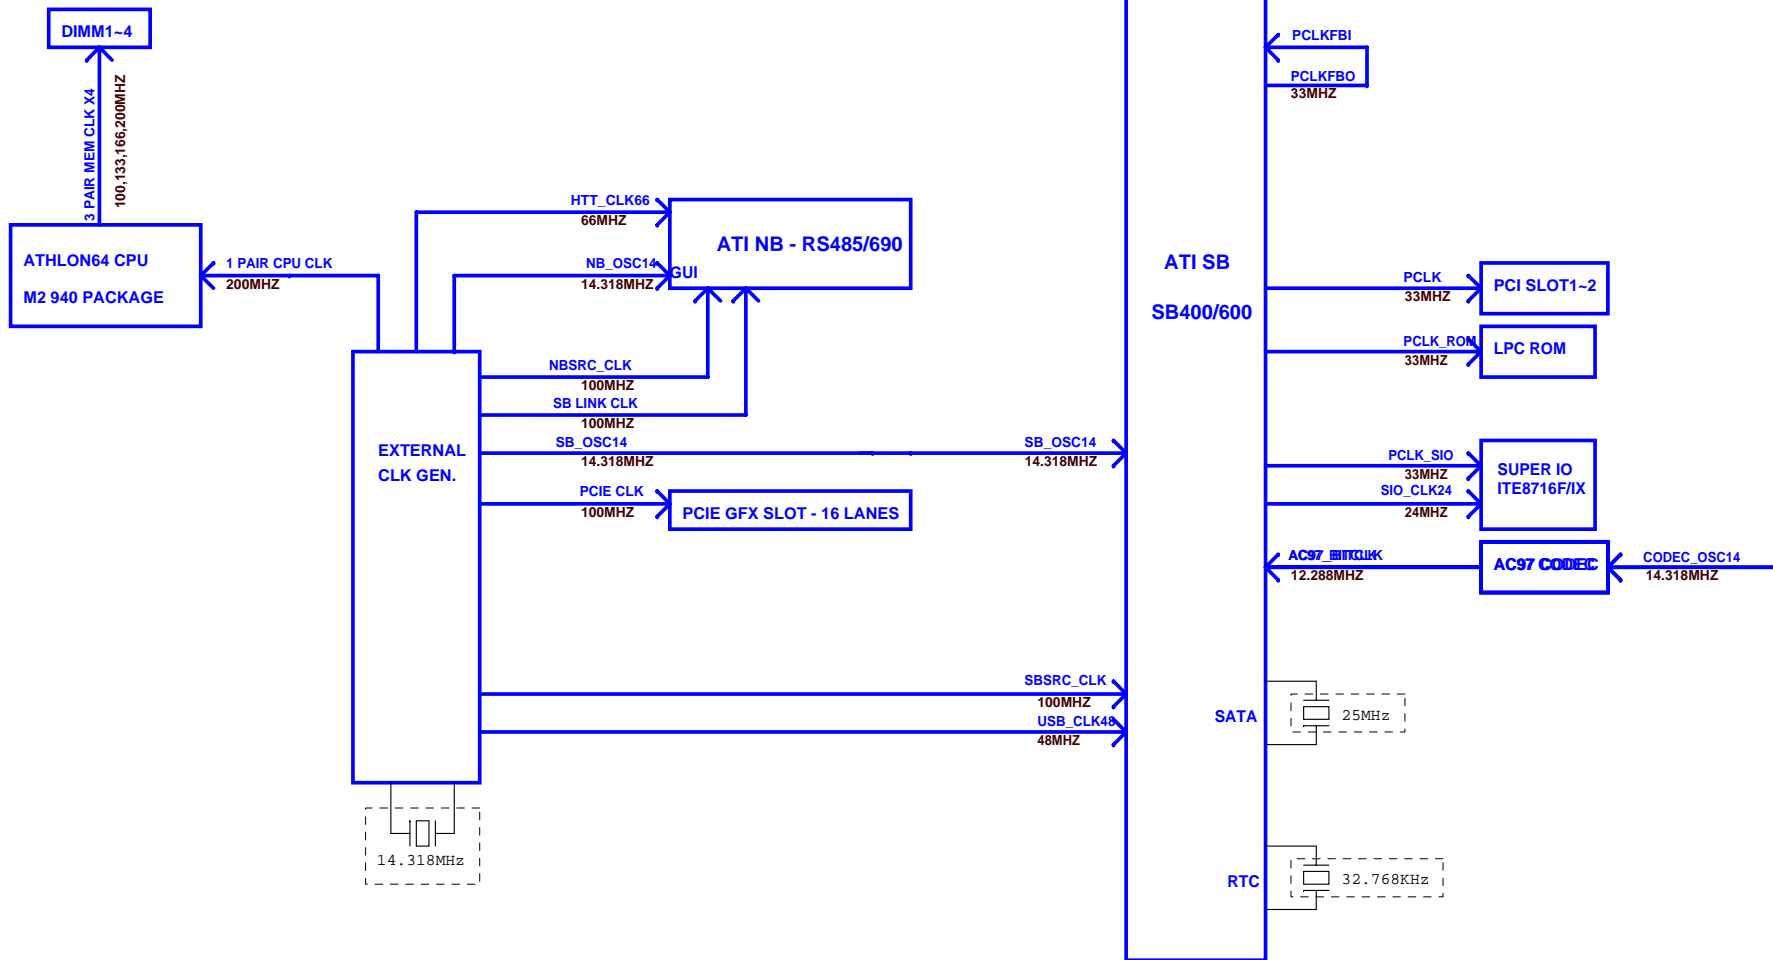 DIMM1~4
3 PAIR MEM CLK X4
100,133,166,200MHZ
ATHLON64 CPU
M2 940 PACKAGE
1 PAIR CPU CLK
200MHZ
HTT_CLK66
66MHZ
NB_OSC14
14.318MHZ
ATI NB - RS485/690
GUI
NBSRC_CLK
100MHZ
SB LINK CLK
100MHZ
SB_OSC14
14.318MHZ
PCIE CLK
100MHZ
PCIE GFX SLOT - 16 LANES
EXTERNAL
CLK GEN.
14.318MHz
SB_OSC14
14.318MHZ
SBSRC_CLK
100MHZ
USB_CLK48
48MHZ
ATI SB
SB400/600
SATA
25MHz
RTC
32.768KHz
PCLKFBI
PCLKFBO
33MHZ
PCLK
33MHZ
PCI SLOT1~2
PCLK_ROM
33MHZ
LPC ROM
PCLK_SIO
33MHZ
SIO_CLK24
24MHZ
SUPER IO
ITE8716F/IX
12.288MHZ
AC97 CODEC
CODEC_OSC14
14.318MHZ